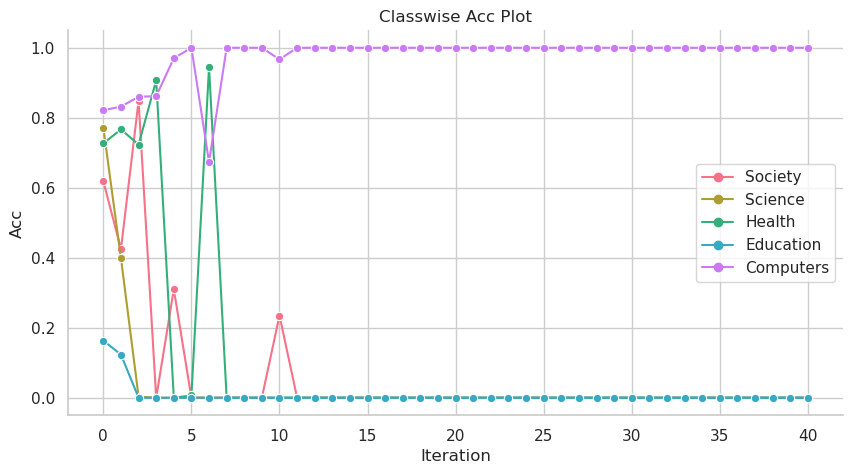 Classwise Acc Plot
1.0
0.8
0.6
0.4
0.2
0.0
Acc
0 5 10 15 20 25 30 35 40
Iteration
Society
Science
Health
Education
Computers